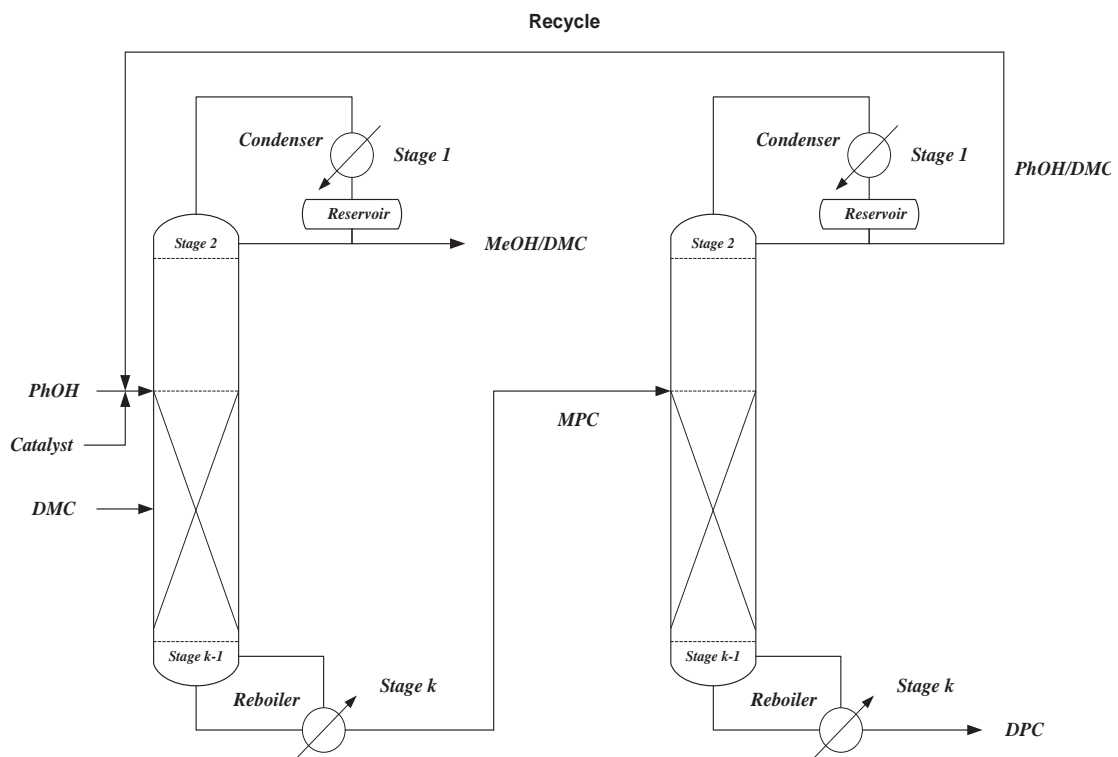 Recycle
Condenser
Stage 1
Reservoir
Stage 2
MeOH/DMC
PhOH
Catalyst
DMC
Stage k-1
Reboiler
Stage k
MPC
Condenser
Stage 1
PhOH/DMC
Reservoir
Stage 2
Stage k-1
Reboiler
Stage k
DPC